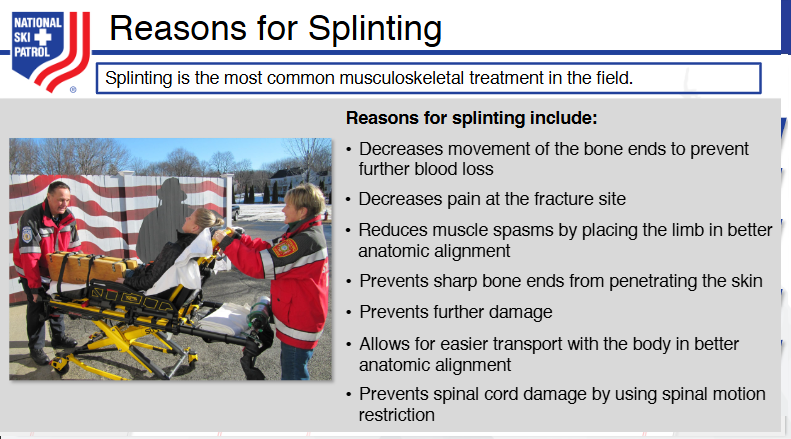 NATIONAL
SKI
PATROL
®
Reasons for Splinting
Splinting is the most common musculoskeletal treatment in the field.
Reasons for splinting include:
• Decreases movement of the bone ends to prevent
further blood loss
• Decreases pain at the fracture site
• Reduces muscle spasms by placing the limb in better
anatomic alignment
• Prevents sharp bone ends from penetrating the skin
• Prevents further damage
• Allows for easier transport with the body in better
anatomic alignment
• Prevents spinal cord damage by using spinal motion
restriction